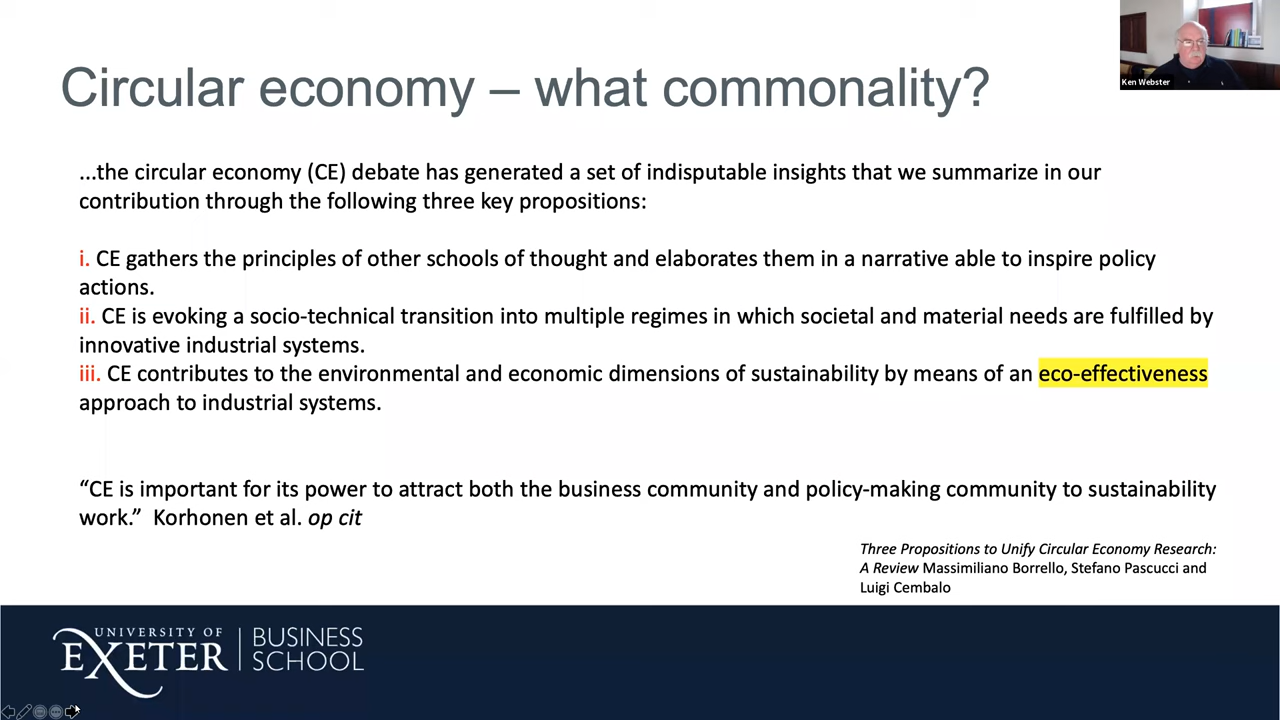 Ken Webster
Circular economy – what commonality?
...the circular economy (CE) debate has generated a set of indisputable insights that we summarize in our
contribution through the following three key propositions:
i. CE gathers the principles of other schools of thought and elaborates them in a narrative able to inspire policy
actions.
ii. CE is evoking a socio-technical transition into multiple regimes in which societal and material needs are fulfilled by
innovative industrial systems.
iii. CE contributes to the environmental and economic dimensions of sustainability by means of an eco-effectiveness
approach to industrial systems.
“CE is important for its power to attract both the business community and policy-making community to sustainability
work.” Korhonen et al. op cit
Three Propositions to Unify Circular Economy Research:
A Review Massimiliano Borrello, Stefano Pascucci and
Luigi Cembalo
UNIVERSITY OF
EXETER
BUSINESS
SCHOOL